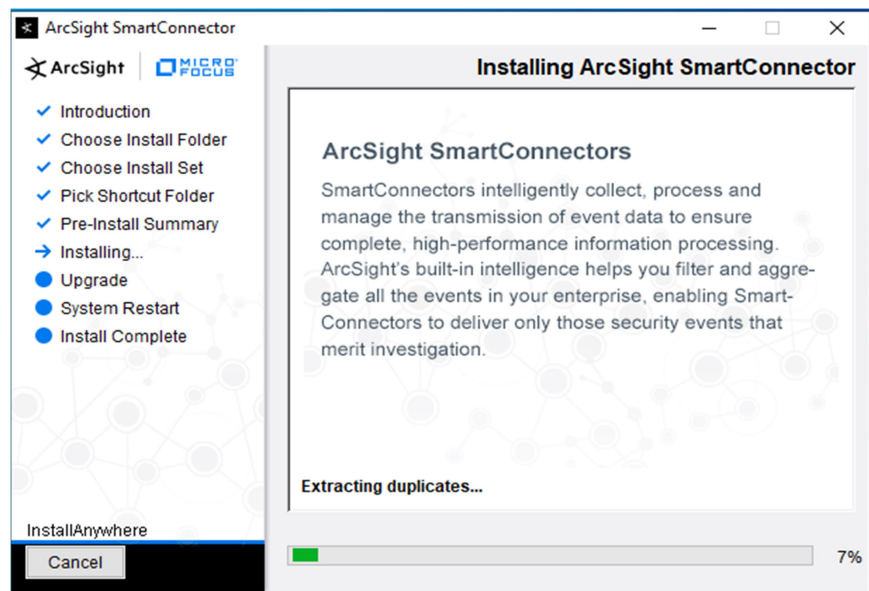 ArcSight SmartConnector
ArcSight
MICRO
FOCUS
Introduction
Choose Install Folder
Choose Install Set
Pick Shortcut Folder
Pre-Install Summary
Installing...
Upgrade
System Restart
Install Complete
InstallAnywhere
Cancel
Installing ArcSight SmartConnector
ArcSight SmartConnectors
SmartConnectors intelligently collect, process and
manage the transmission of event data to ensure
complete, high-performance information processing.
ArcSight's built-in intelligence helps you filter and aggre-
gate all the events in your enterprise, enabling Smart-
Connectors to deliver only those security events that
merit investigation.
Extracting duplicates...
7%